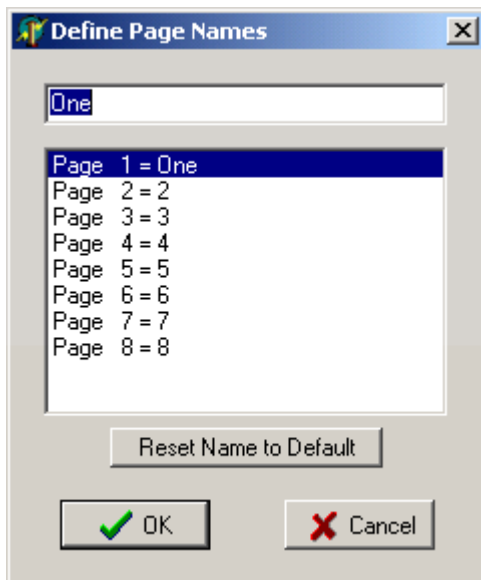 Define Page Names
One
Page 1 = One
Page 2 = 2
Page 3 = 3
Page 4 = 4
Page 5 = 5
Page 6 = 6
Page 7 = 7
Page 8 = 8
Reset Name to Default
OK Cancel